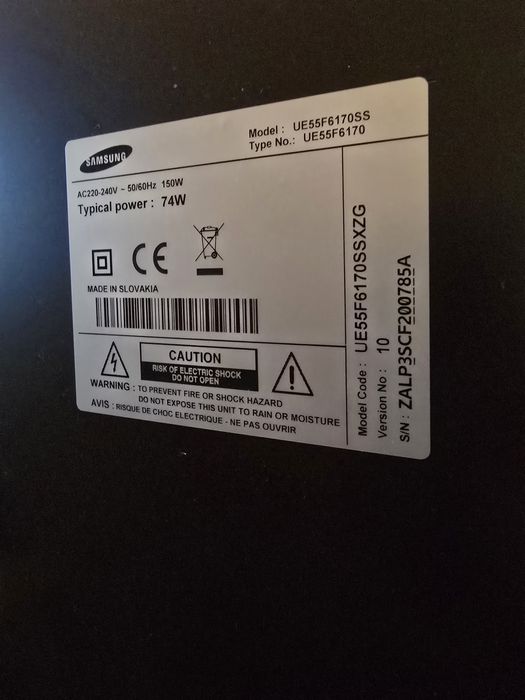 SAMSUNG
Model : UE55F6170SS
Type No.: UE55F6170
AC220-240V ~ 50/60Hz 150W
Typical power : 74W
CE
MADE IN SLOVAKIA
CAUTION
RISK OF ELECTRIC SHOCK
DO NOT OPEN
WARNING : TO PREVENT FIRE OR SHOCK HAZARD
DO NOT EXPOSE THIS UNIT TO RAIN OR MOISTURE
AVIS : RISQUE DE CHOC ELECTRIQUE - NE PAS OUVRIR
Model Code : UE55F6170SSXZG
Version No : 10
S/N : ZALP3SCF200785A